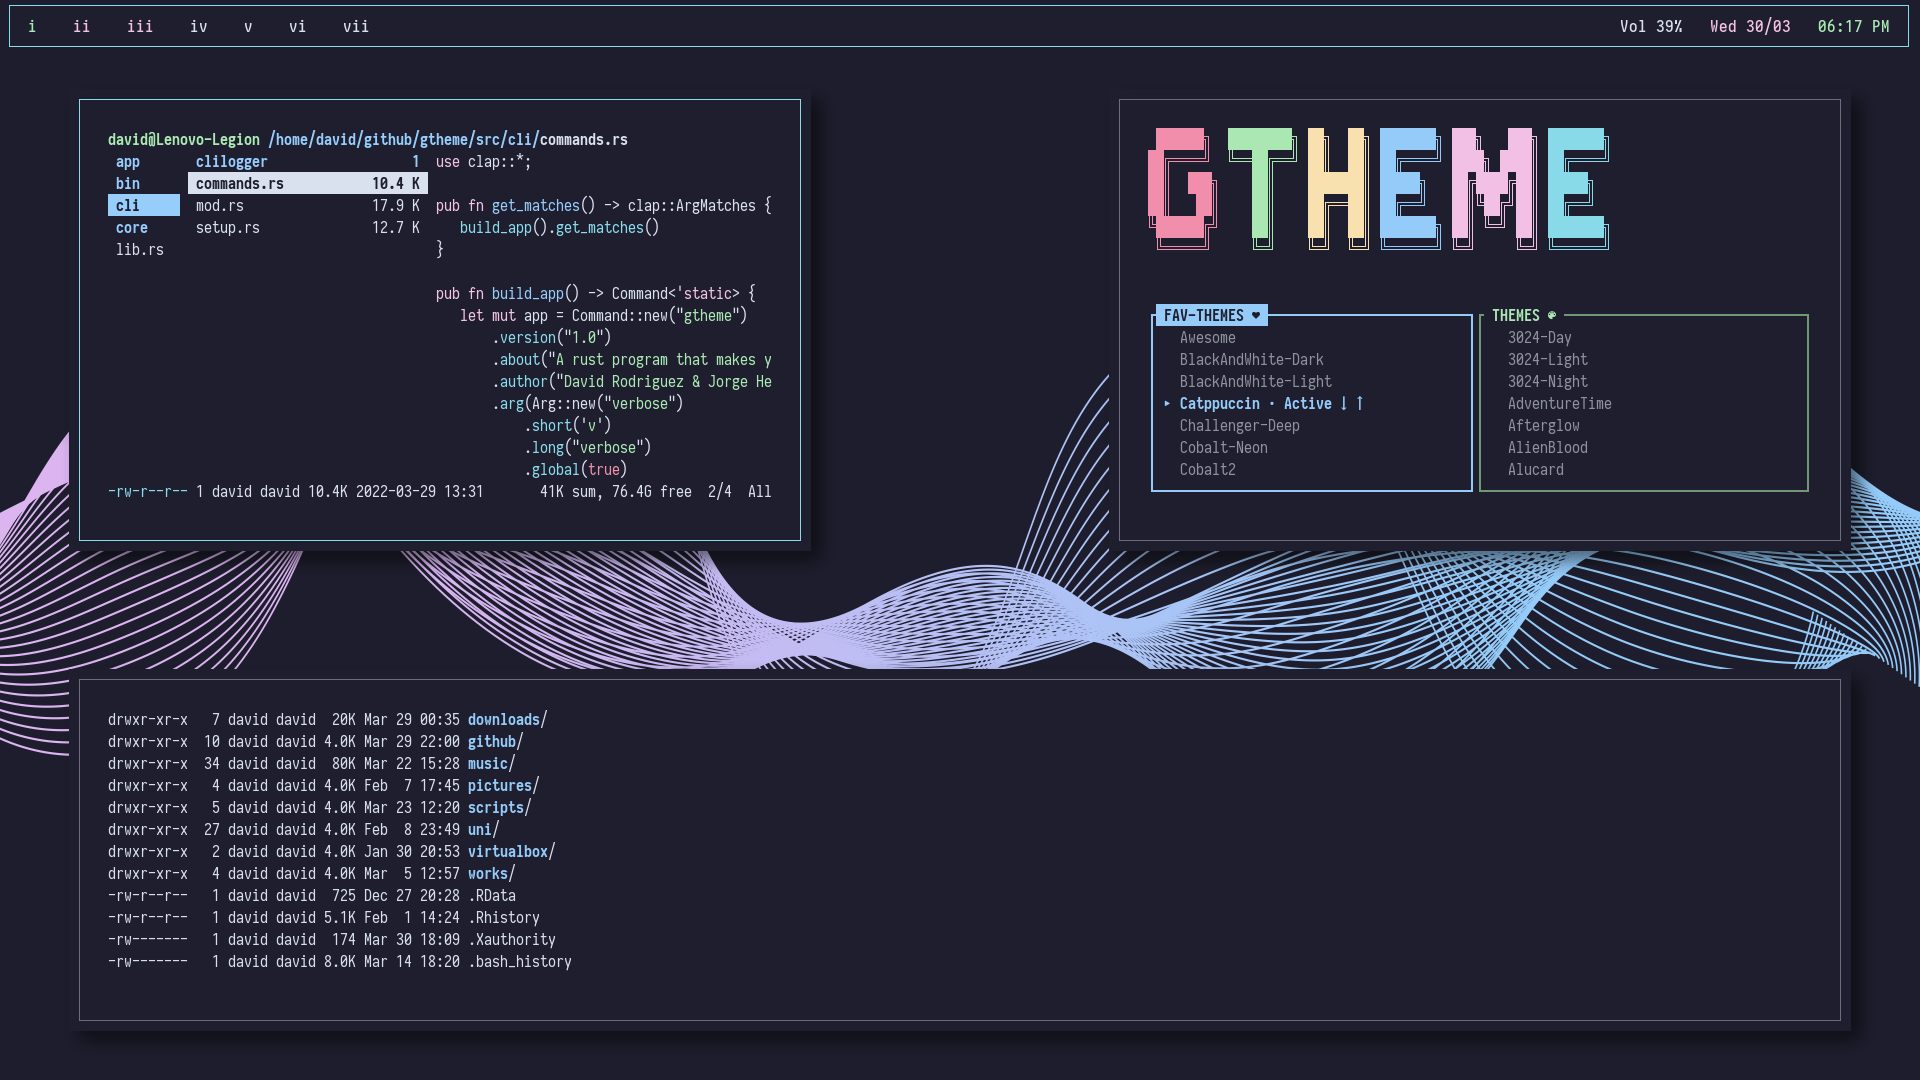 i ii iii iv v vi vii Vol 39% Wed 30/03 06:17 PM
david@Lenovo-Legion /home/david/github/gtheme/src/cli/commands.rs
app clilogger 1 use clap::*;
bin commands.rs 10.4 K
cli mod.rs 17.9 K pub fn get_matches() -> clap::ArgMatches {
core setup.rs 12.7 K build_app().get_matches()
lib.rs }
pub fn build_app() -> Command<'static> {
let mut app = Command::new("gtheme")
.version("1.0")
.about("A rust program that makes y
.author("David Rodriguez & Jorge He
.arg(Arg::new("verbose")
.short('v')
.long("verbose")
.global(true)
-rw-r--r-- 1 david david 10.4K 2022-03-29 13:31 41K sum, 76.4G free 2/4 All
GTHEME
FAV-THEMES ♥
Awesome
BlackAndWhite-Dark
BlackAndWhite-Light
▸ Catppuccin · Active ↓ ↑
Challenger-Deep
Cobalt-Neon
Cobalt2
THEMES
3024-Day
3024-Light
3024-Night
AdventureTime
Afterglow
AlienBlood
Alucard
drwxr-xr-x 7 david david 20K Mar 29 00:35 downloads/
drwxr-xr-x 10 david david 4.0K Mar 29 22:00 github/
drwxr-xr-x 34 david david 80K Mar 22 15:28 music/
drwxr-xr-x 4 david david 4.0K Feb 7 17:45 pictures/
drwxr-xr-x 5 david david 4.0K Mar 23 12:20 scripts/
drwxr-xr-x 27 david david 4.0K Feb 8 23:49 uni/
drwxr-xr-x 2 david david 4.0K Jan 30 20:53 virtualbox/
drwxr-xr-x 4 david david 4.0K Mar 5 12:57 works/
-rw-r--r-- 1 david david 725 Dec 27 20:28 .RData
-rw-r--r-- 1 david david 5.1K Feb 1 14:24 .Rhistory
-rw------- 1 david david 174 Mar 30 18:09 .Xauthority
-rw------- 1 david david 8.0K Mar 14 18:20 .bash_history